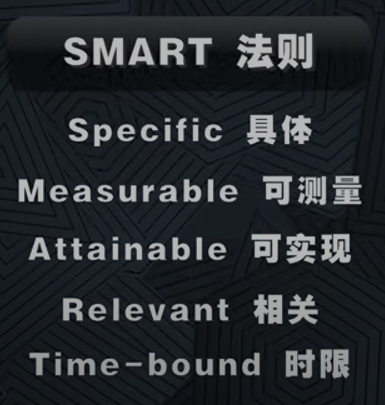 SMART 法则
Specific 具体
Measurable 可测量
Attainable 可实现
Relevant 相关
Time-bound 时限